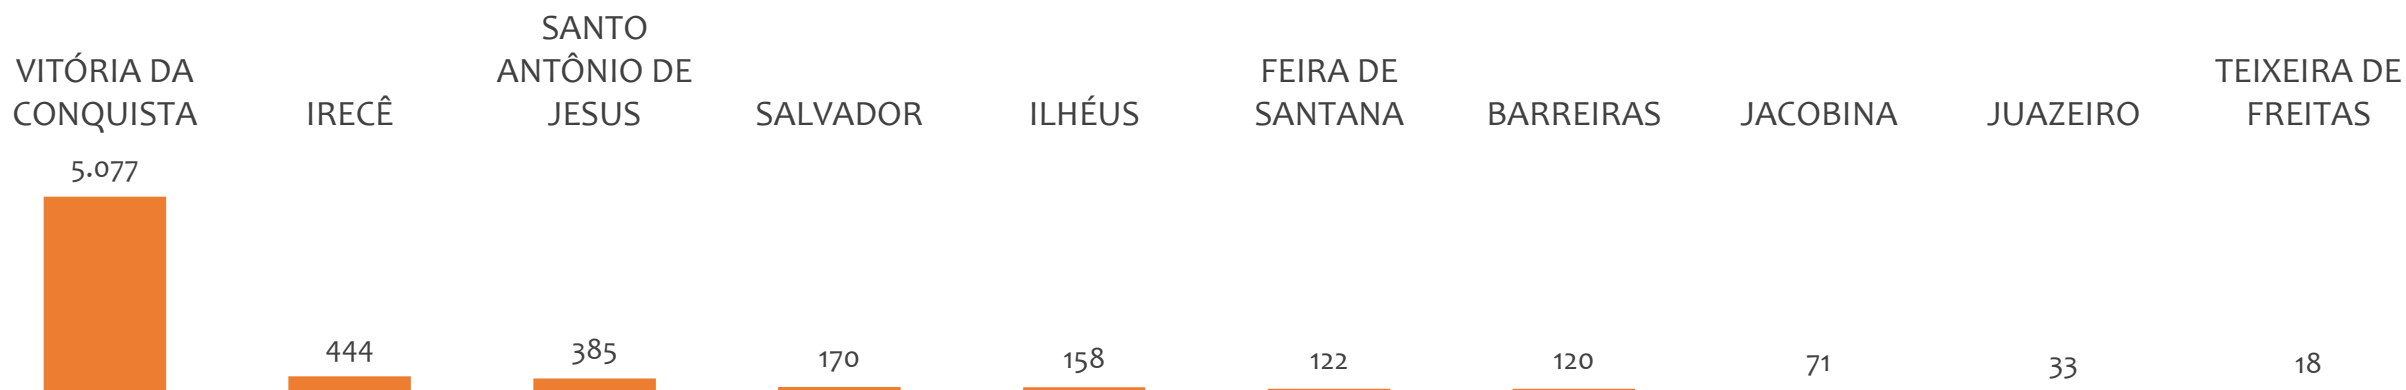 VITÓRIA DA
CONQUISTA
IRECÊ
SANTO
ANTÔNIO DE
JESUS
SALVADOR
ILHÉUS
FEIRA DE
SANTANA
BARREIRAS
JACOBINA
JUAZEIRO
TEIXEIRA DE
FREITAS
5.077
444
385
170
158
122
120
71
33
18